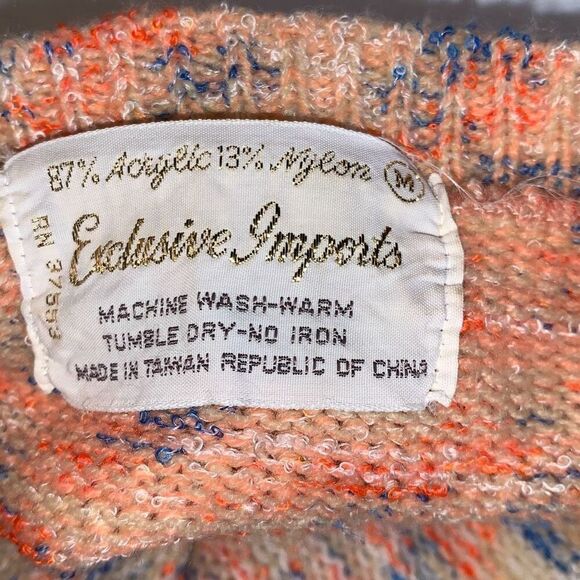 87% Acrylic 13% Nylon M
Exclusive Imports
MACHINE WASH-WARM
TUMBLE DRY-NO IRON
MADE IN TAIWAN REPUBLIC OF CHINA
RN